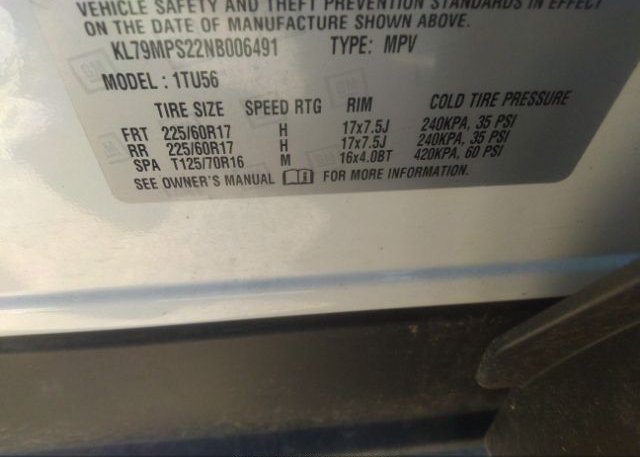 VEHICLE SAFETY AND THEFT PREVENTION STANDARDS IN EFFECT
ON THE DATE OF MANUFACTURE SHOWN ABOVE.
KL79MPS22NB006491 TYPE: MPV
MODEL : 1TU56
TIRE SIZE SPEED RTG RIM COLD TIRE PRESSURE
FRT 225/60R17 H 17x7.5J 240KPA, 35 PSI
RR 225/60R17 H 17x7.5J 240KPA, 35 PSI
SPA T125/70R16 M 16x4.0BT 420KPA, 60 PSI
SEE OWNER'S MANUAL FOR MORE INFORMATION.